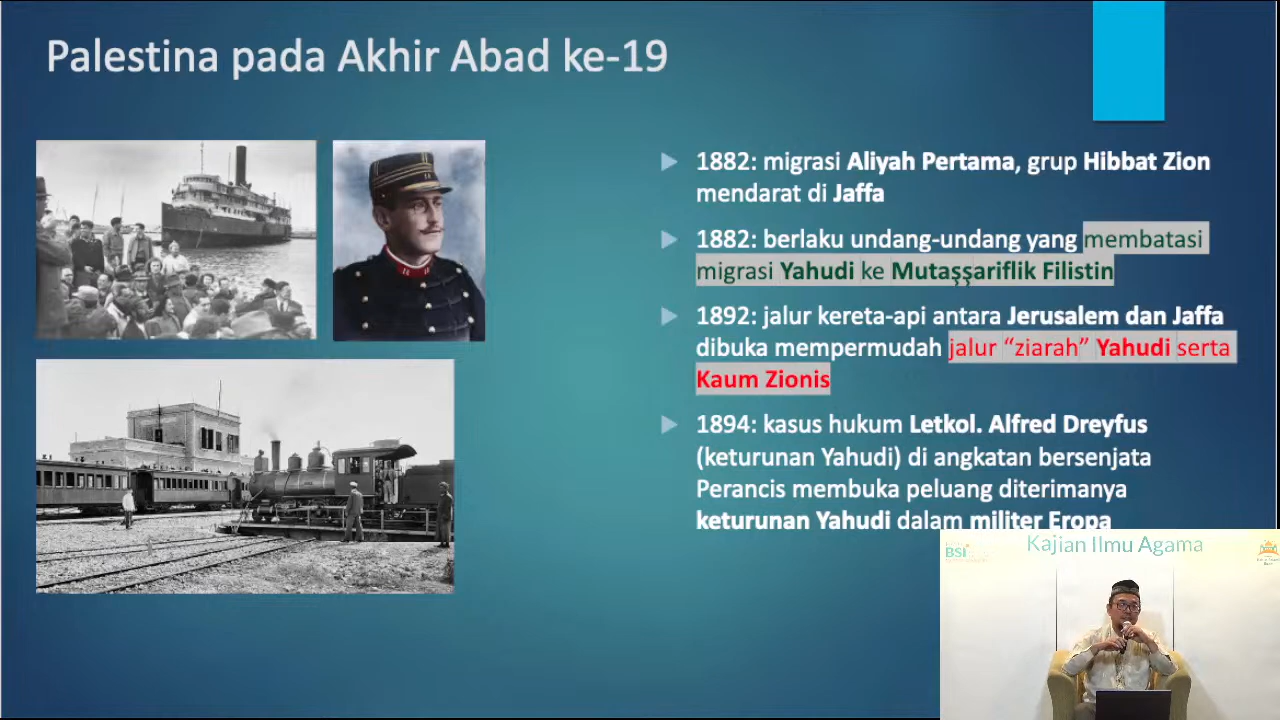 Palestina pada Akhir Abad ke-19
1882: migrasi Aliyah Pertama, grup Hibbat Zion
mendarat di Jaffa
1882: berlaku undang-undang yang membatasi
migrasi Yahudi ke Mutaşşariflik Filistin
1892: jalur kereta-api antara Jerusalem dan Jaffa
dibuka mempermudah jalur “ziarah” Yahudi serta
Kaum Zionis
1894: kasus hukum Letkol. Alfred Dreyfus
(keturunan Yahudi) di angkatan bersenjata
Perancis membuka peluang diterimanya
keturunan Yahudi dalam militer Eropa
Kajian Ilmu Agama
BSI